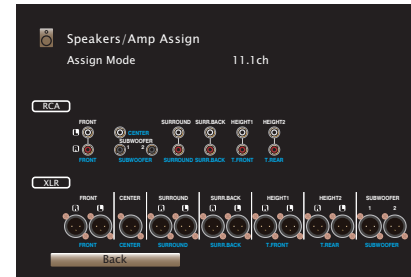 Speakers/Amp Assign
Assign Mode 11.1ch
RCA
FRONT SURROUND SURR.BACK HEIGHT1 HEIGHT2
L CENTER
SUBWOOFER
R 1 2
FRONT SUBWOOFER SURROUND SURR.BACK T.FRONT T.REAR
XLR
FRONT CENTER SURROUND SURR.BACK HEIGHT1 HEIGHT2 SUBWOOFER
R L R L R L R L R L 1 2
FRONT CENTER SURROUND SURR.BACK T.FRONT T.REAR SUBWOOFER
Back